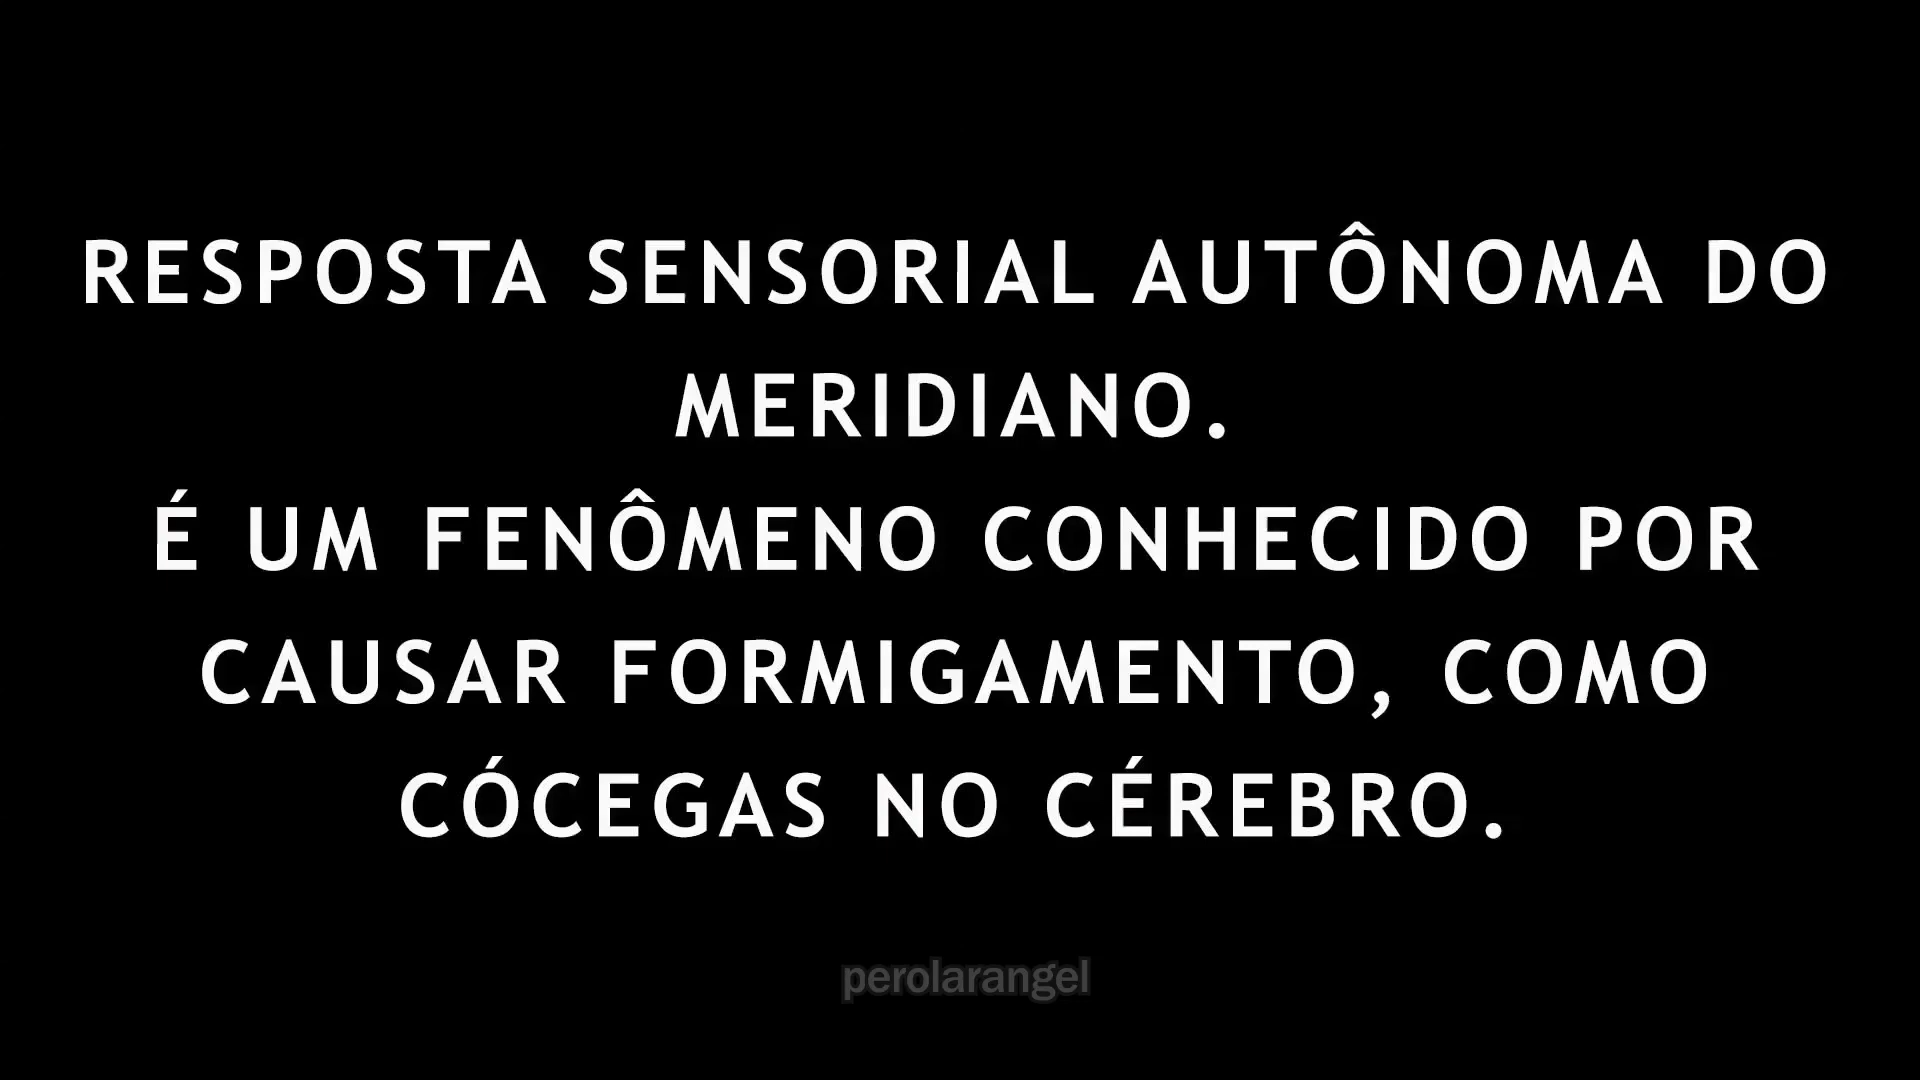 RESPOSTA SENSORIAL AUTÔNOMA DO
MERIDIANO.
É UM FENÔMENO CONHECIDO POR
CAUSAR FORMIGAMENTO, COMO
CÓCEGAS NO CÉREBRO.
perolarangel